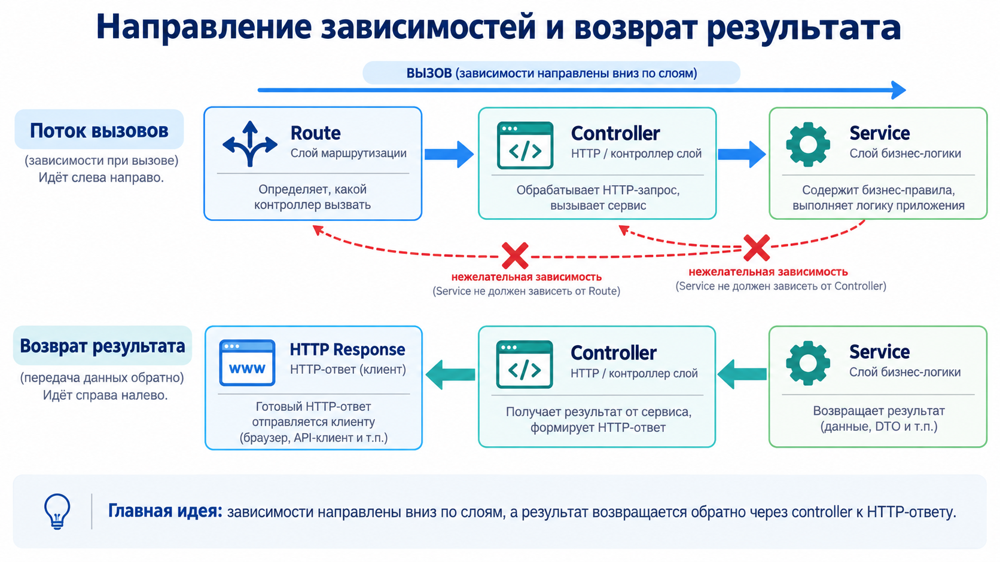 Направление зависимостей и возврат результата
ВЫЗОВ (зависимости направлены вниз по слоям)
Поток вызовов
(зависимости при вызове)
Идёт слева направо.
Route
Слой маршрутизации
Определяет, какой
контроллер вызвать
Controller
HTTP / контроллер слой
Обрабатывает HTTP-запрос,
вызывает сервис
Service
Слой бизнес-логики
Содержит бизнес-правила,
выполняет логику приложения
нежелательная зависимость
(Service не должен зависеть от Route)
нежелательная зависимость
(Service не должен зависеть от Controller)
Возврат результата
(передача данных обратно)
Идёт справа налево.
www
HTTP Response
HTTP-ответ (клиент)
Готовый HTTP-ответ
отправляется клиенту
(браузер, API-клиент и т.п.)
Controller
HTTP / контроллер слой
Получает результат от сервиса,
формирует HTTP-ответ
Service
Слой бизнес-логики
Возвращает результат
(данные, DTO и т.п.)
Главная идея: зависимости направлены вниз по слоям, а результат возвращается обратно через controller к HTTP-ответу.